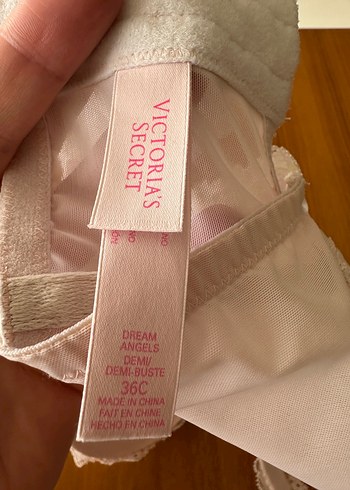 VICTORIA'S
SECRET
DREAM
ANGELS
DEMI/
DEMI-BUSTE
36C
MADE IN CHINA
FAIT EN CHINE
HECHO EN CHINA